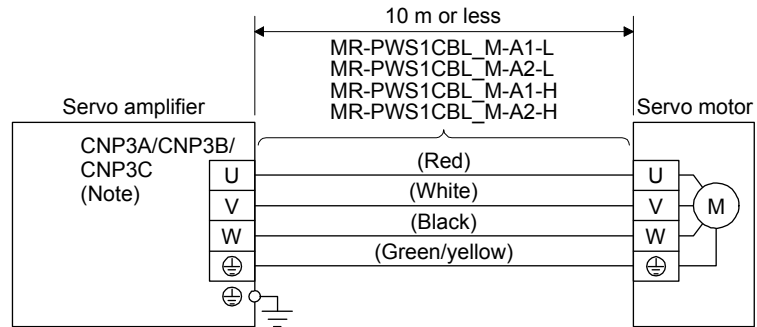 10 m or less
MR-PWS1CBL_M-A1-L
MR-PWS1CBL_M-A2-L
MR-PWS1CBL_M-A1-H
MR-PWS1CBL_M-A2-H
Servo amplifier
Servo motor
CNP3A/CNP3B/
CNP3C
(Note)
U
(Red)
U
V
(White)
V
M
W
(Black)
W
(Green/yellow)